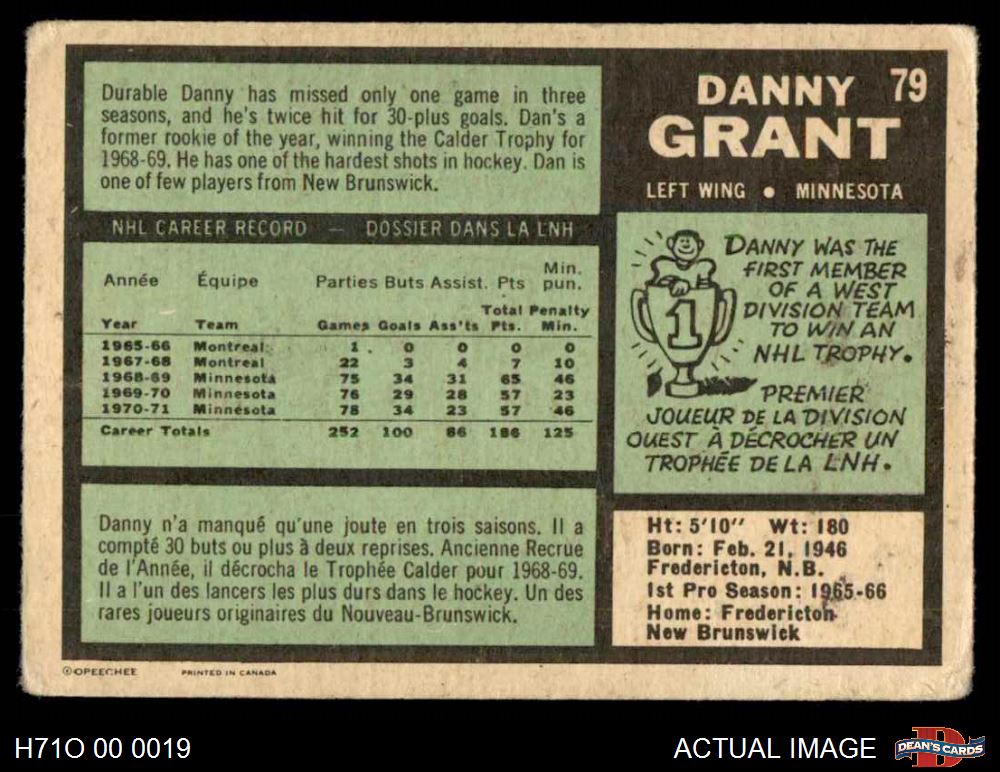 Durable Danny has missed only one game in three
seasons, and he's twice hit for 30-plus goals. Dan's a
former rookie of the year, winning the Calder Trophy for
1968-69. He has one of the hardest shots in hockey. Dan is
one of few players from New Brunswick.
DANNY 79
GRANT
LEFT WING ● MINNESOTA
NHL CAREER RECORD — DOSSIER DANS LA LNH
Année Équipe Parties Buts Assist. Pts Min. pun.
Year Team Games Goals Ass'ts Total Pts. Penalty Min.
1965-66 Montreal 1 0 0 0 0
1967-68 Montreal 22 3 4 7 10
1968-69 Minnesota 75 34 31 65 46
1969-70 Minnesota 76 29 28 57 23
1970-71 Minnesota 78 34 23 57 46
Career Totals 252 100 86 186 125
1
DANNY WAS THE
FIRST MEMBER
OF A WEST
DIVISION TEAM
TO WIN AN
NHL TROPHY.
PREMIER
JOUEUR DE LA DIVISION
OUEST À DÉCROCHER UN
TROPHÉE DE LA LNH.
Danny n'a manqué qu'une joute en trois saisons. Il a
compté 30 buts ou plus à deux reprises. Ancienne Recrue
de l'Année, il décrocha le Trophée Calder pour 1968-69.
Il a l'un des lancers les plus durs dans le hockey. Un des
rares joueurs originaires du Nouveau-Brunswick.
Ht: 5'10" Wt: 180
Born: Feb. 21, 1946
Fredericton, N.B.
1st Pro Season: 1965-66
Home: Fredericton
New Brunswick
©OPEECHEE PRINTED IN CANADA
H71O 00 0019
ACTUAL IMAGE
D
DEAN'S CARDS